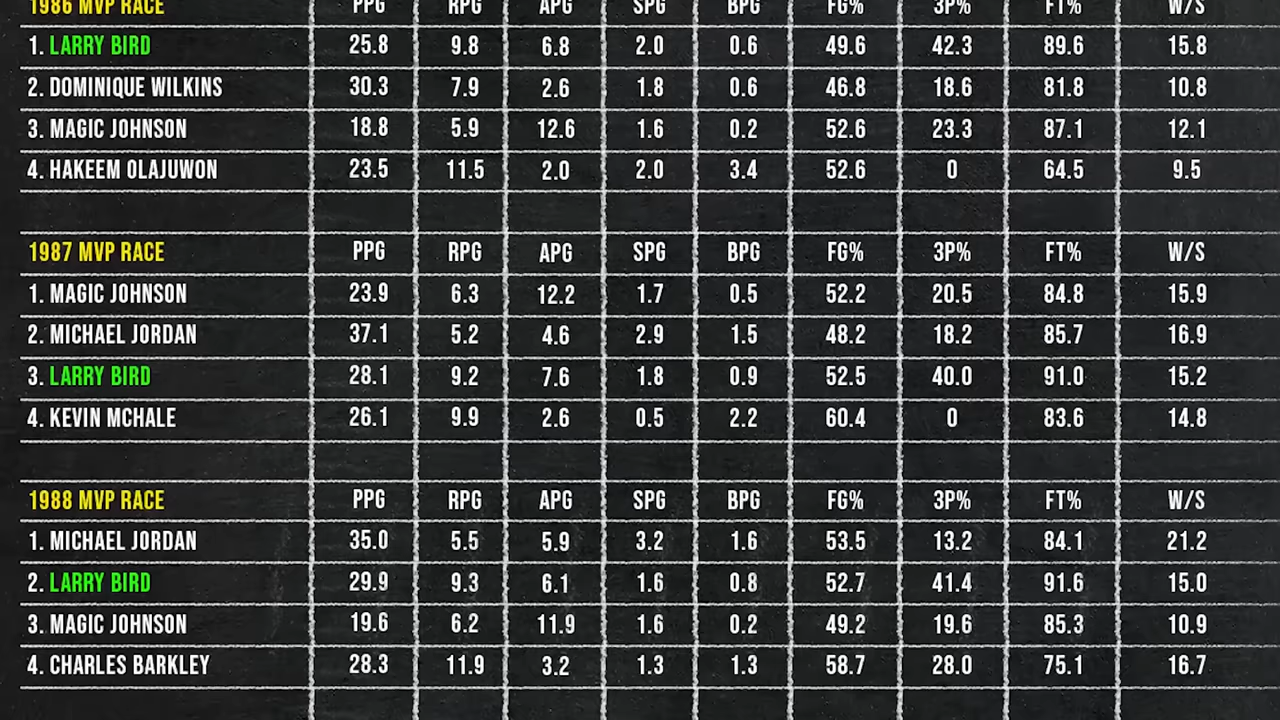 1986 MVP RACE PPG RPG APG SPG BPG FG% 3P% FT% W/S
1. LARRY BIRD 25.8 9.8 6.8 2.0 0.6 49.6 42.3 89.6 15.8
2. DOMINIQUE WILKINS 30.3 7.9 2.6 1.8 0.6 46.8 18.6 81.8 10.8
3. MAGIC JOHNSON 18.8 5.9 12.6 1.6 0.2 52.6 23.3 87.1 12.1
4. HAKEEM OLAJUWON 23.5 11.5 2.0 2.0 3.4 52.6 0 64.5 9.5
1987 MVP RACE PPG RPG APG SPG BPG FG% 3P% FT% W/S
1. MAGIC JOHNSON 23.9 6.3 12.2 1.7 0.5 52.2 20.5 84.8 15.9
2. MICHAEL JORDAN 37.1 5.2 4.6 2.9 1.5 48.2 18.2 85.7 16.9
3. LARRY BIRD 28.1 9.2 7.6 1.8 0.9 52.5 40.0 91.0 15.2
4. KEVIN MCHALE 26.1 9.9 2.6 0.5 2.2 60.4 0 83.6 14.8
1988 MVP RACE PPG RPG APG SPG BPG FG% 3P% FT% W/S
1. MICHAEL JORDAN 35.0 5.5 5.9 3.2 1.6 53.5 13.2 84.1 21.2
2. LARRY BIRD 29.9 9.3 6.1 1.6 0.8 52.7 41.4 91.6 15.0
3. MAGIC JOHNSON 19.6 6.2 11.9 1.6 0.2 49.2 19.6 85.3 10.9
4. CHARLES BARKLEY 28.3 11.9 3.2 1.3 1.3 58.7 28.0 75.1 16.7